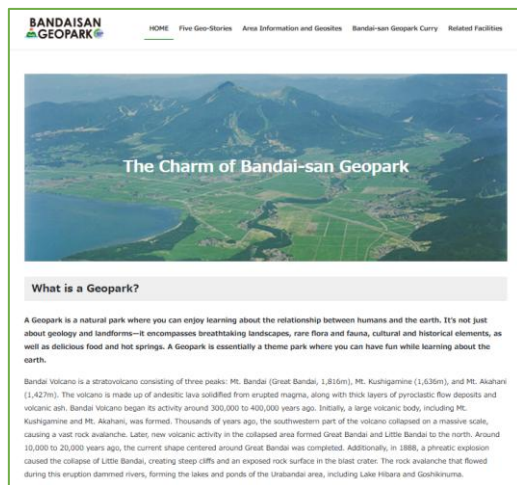 BANDAISAN
GEOPARK
HOME Five Geo-Stories Area Information and Geosites Bandai-san Geopark Curry Related Facilities
The Charm of Bandai-san Geopark
What is a Geopark?
A Geopark is a natural park where you can enjoy learning about the relationship between humans and the earth. It's not just
about geology and landforms—it encompasses breathtaking landscapes, rare flora and fauna, cultural and historical elements, as
well as delicious food and hot springs. A Geopark is essentially a theme park where you can have fun while learning about the
earth.
Bandai Volcano is a stratovolcano consisting of three peaks: Mt. Bandai (Great Bandai, 1,816m), Mt. Kushigamine (1,636m), and Mt. Akahani
(1,427m). The volcano is made up of andesitic lava solidified from erupted magma, along with thick layers of pyroclastic flow deposits and
volcanic ash. Bandai Volcano began its activity around 300,000 to 400,000 years ago. Initially, a large volcanic body, including Mt.
Kushigamine and Mt. Akahani, was formed. Thousands of years ago, the southwestern part of the volcano collapsed on a massive scale,
causing a vast rock avalanche. Later, new volcanic activity in the collapsed area formed Great Bandai and Little Bandai to the north. Around
10,000 to 20,000 years ago, the current shape centered around Great Bandai was completed. Additionally, in 1888, a phreatic explosion
caused the collapse of Little Bandai, creating steep cliffs and an exposed rock surface in the blast crater. The rock avalanche that flowed
during this eruption dammed rivers, forming the lakes and ponds of the Urabandai area, including Lake Hibara and Goshikinuma.